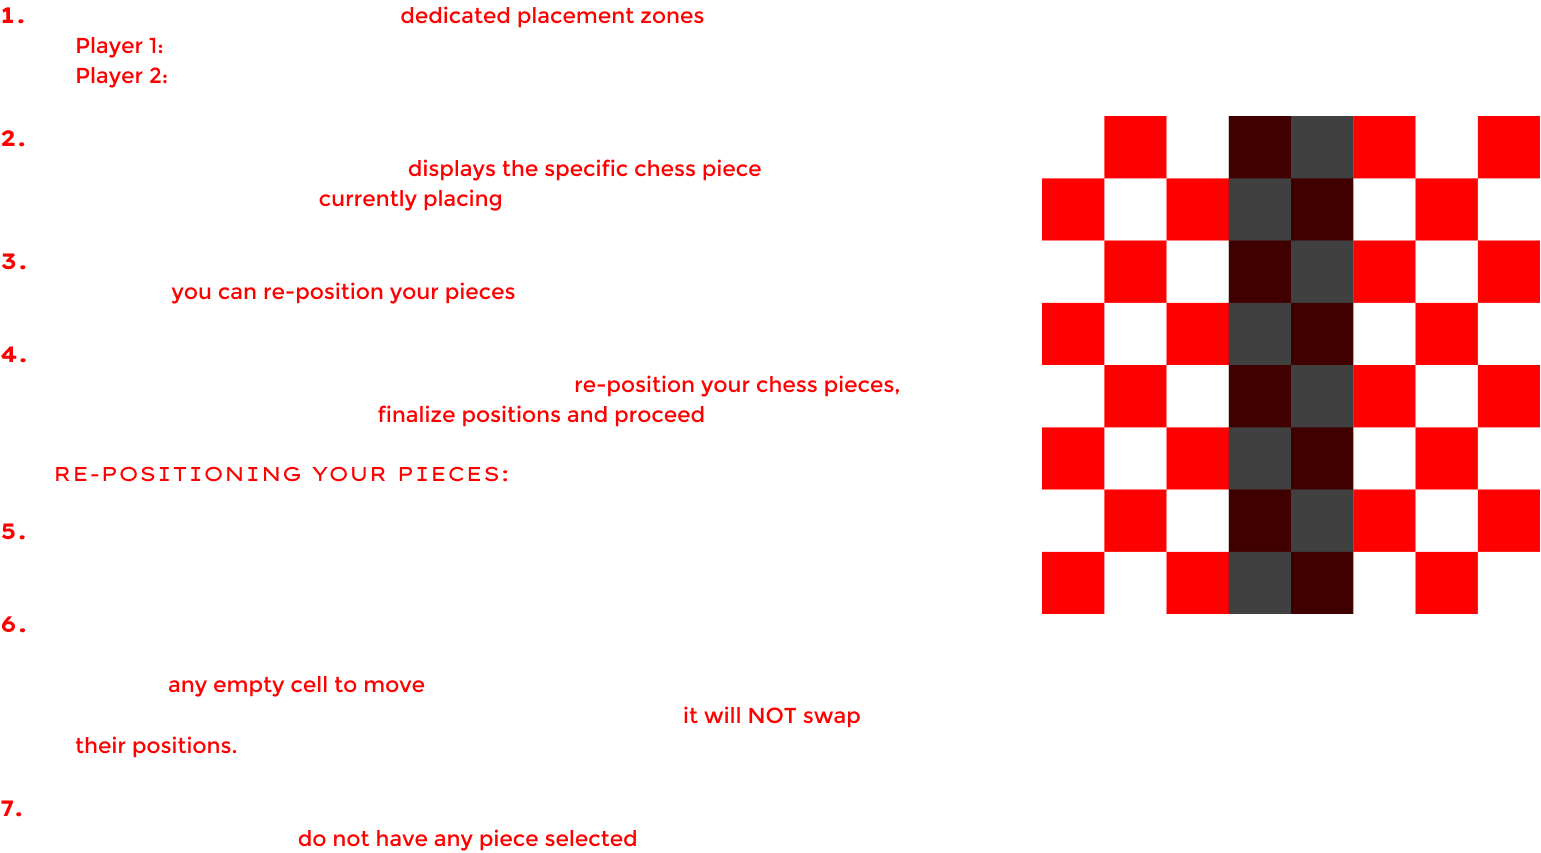 1. dedicated placement zones
Player 1:
Player 2:
2.
displays the specific chess piece
currently placing
3.
you can re-position your pieces
4.
re-position your chess pieces,
finalize positions and proceed
RE-POSITIONING YOUR PIECES:
5.
6.
any empty cell to move
it will NOT swap
their positions.
7.
do not have any piece selected